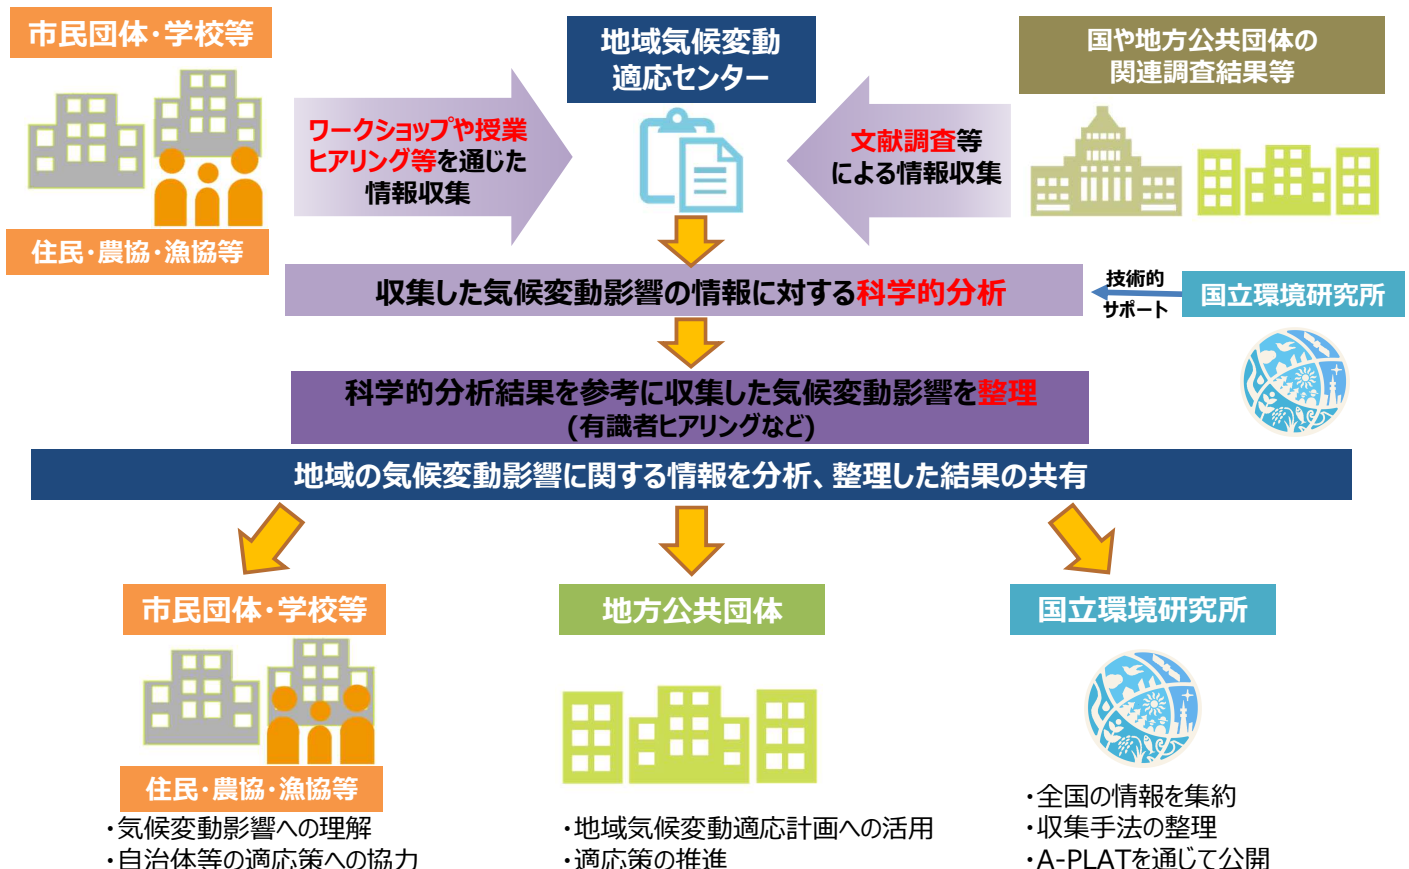 市民団体・学校等
地域気候変動
適応センター
国や地方公共団体の
関連調査結果等
ワークショップや授業
ヒアリング等を通じた
情報収集
文献調査等
による情報収集
住民・農協・漁協等
収集した気候変動影響の情報に対する科学的分析
技術的
サポート
国立環境研究所
科学的分析結果を参考に収集した気候変動影響を整理
(有識者ヒアリングなど)
地域の気候変動影響に関する情報を分析、整理した結果の共有
市民団体・学校等
住民・農協・漁協等
・気候変動影響への理解
・自治体等の適応策への協力
地方公共団体
・地域気候変動適応計画への活用
・適応策の推進
国立環境研究所
・全国の情報を集約
・収集手法の整理
・A-PLATを通じて公開